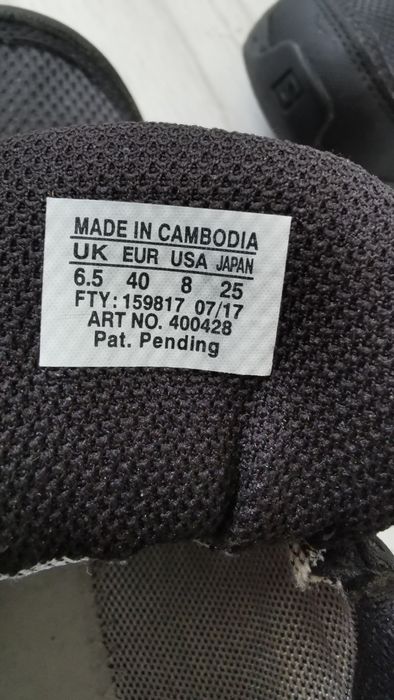 MADE IN CAMBODIA
UK EUR USA JAPAN
6.5 40 8 25
FTY: 159817 07/17
ART NO. 400428
Pat. Pending